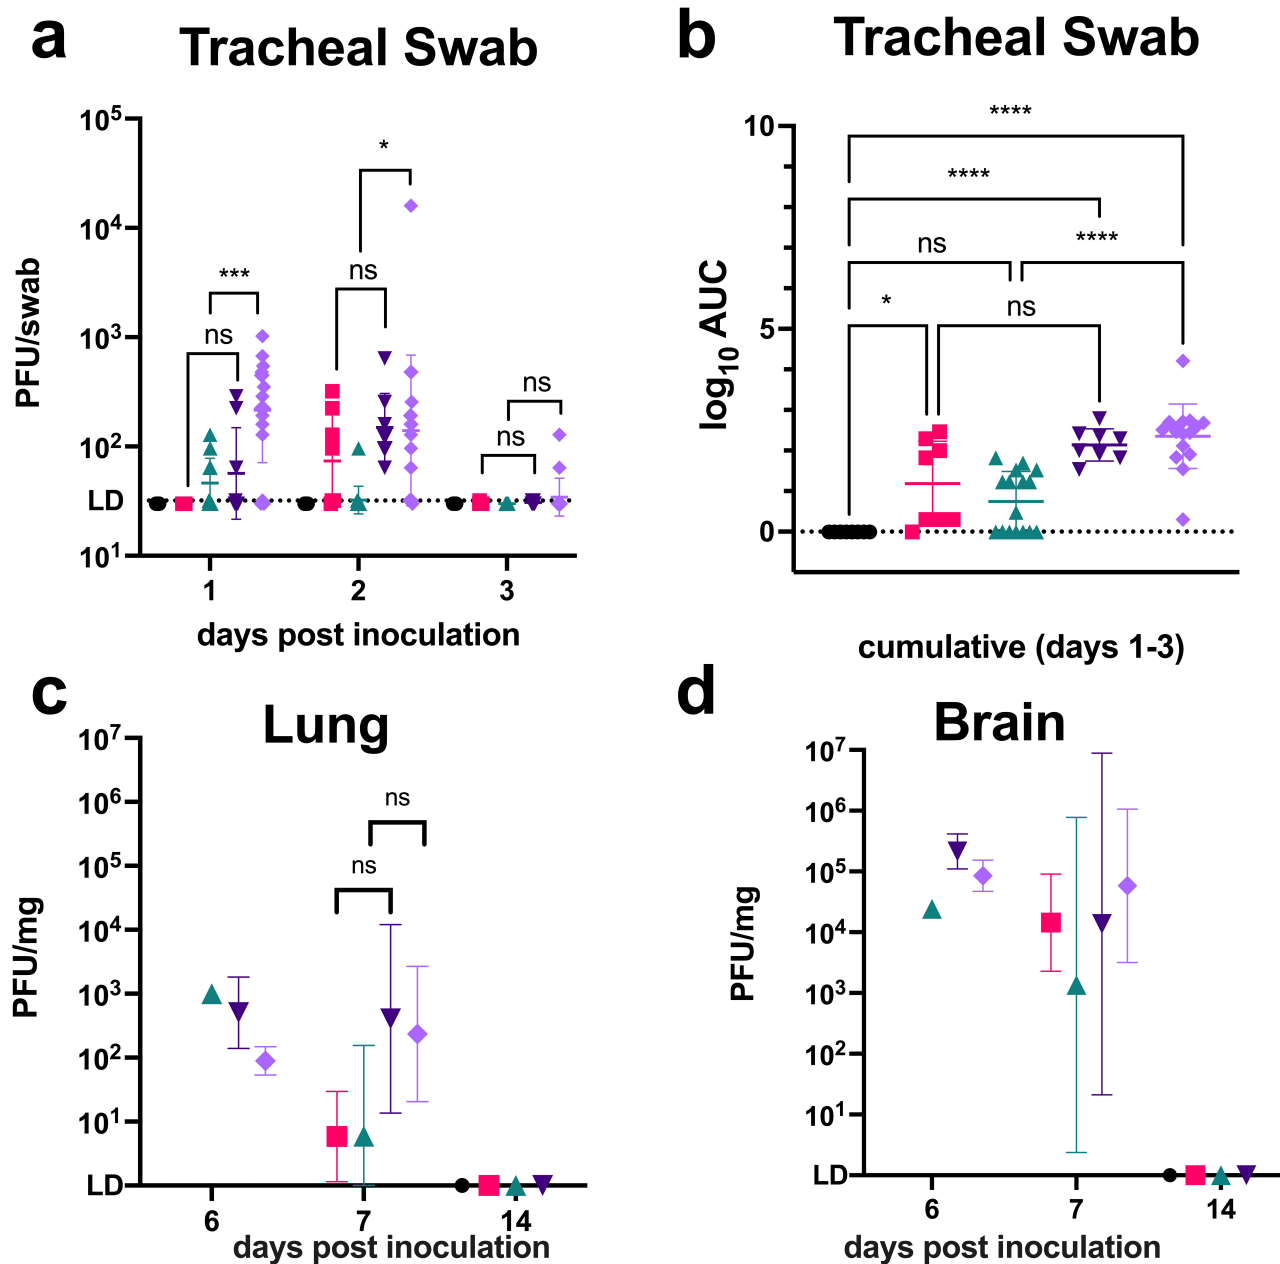 a
Tracheal Swab
PFU/swab
10^5
10^4
10^3
10^2
LD
10^1
***
ns
*
ns
ns
ns
1 2 3
days post inoculation
b
Tracheal Swab
log10 AUC
10
5
0
****
****
ns ****
* ns
cumulative (days 1-3)
c
Lung
PFU/mg
10^7
10^6
10^5
10^4
10^3
10^2
10^1
LD
ns
ns
6 7 14
days post inoculation
d
Brain
PFU/mg
10^7
10^6
10^5
10^4
10^3
10^2
10^1
LD
6 7 14
days post inoculation